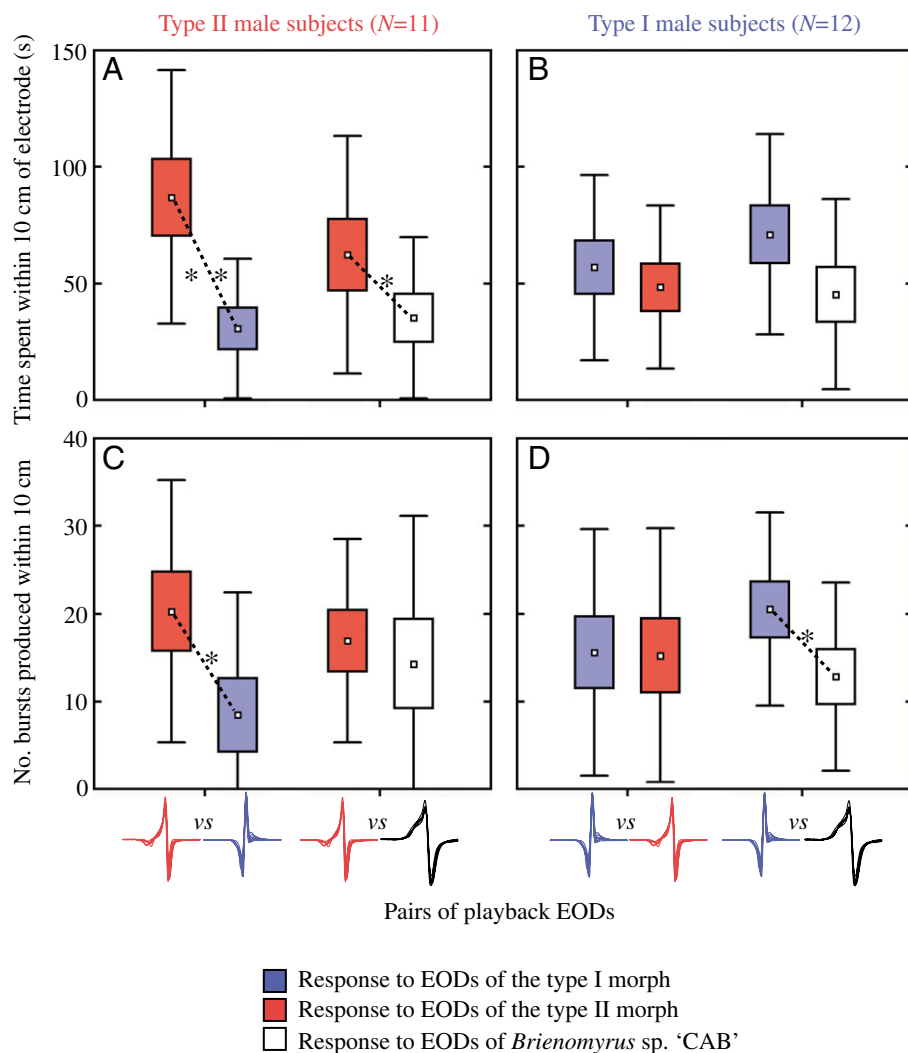 Type II male subjects (N=11)
Type I male subjects (N=12)
Time spent within 10 cm of electrode (s)
150
100
50
0
A
* *
*
B
No. bursts produced within 10 cm
40
30
20
10
0
C
*
D
*
vs
vs
vs
vs
Pairs of playback EODs
Response to EODs of the type I morph
Response to EODs of the type II morph
Response to EODs of Brienomyrus sp. ‘CAB’